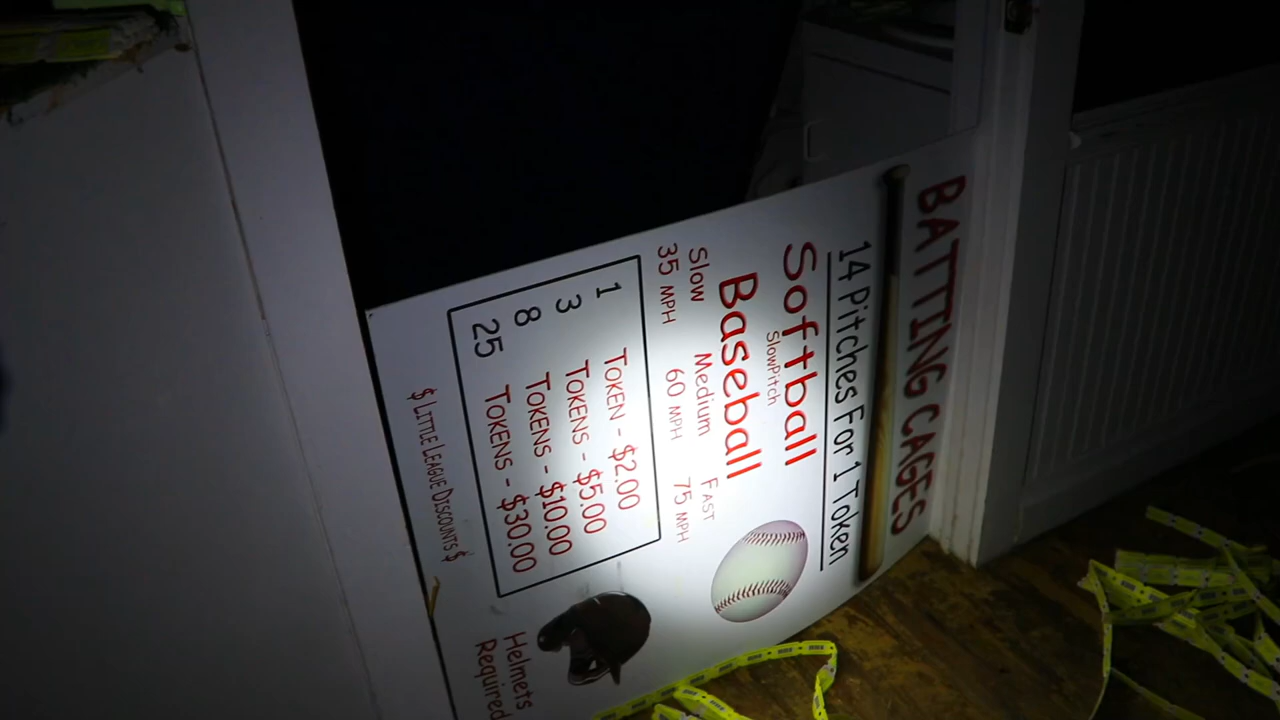 BATTING CAGES
14 Pitches For 1 Token
Softball
SlowPitch
Baseball
Slow Medium Fast
35 MPH 60 MPH 75 MPH
1 Token - $2.00
3 Tokens - $5.00
8 Tokens - $10.00
25 Tokens - $30.00
$ Little League Discounts $
Helmets
Required